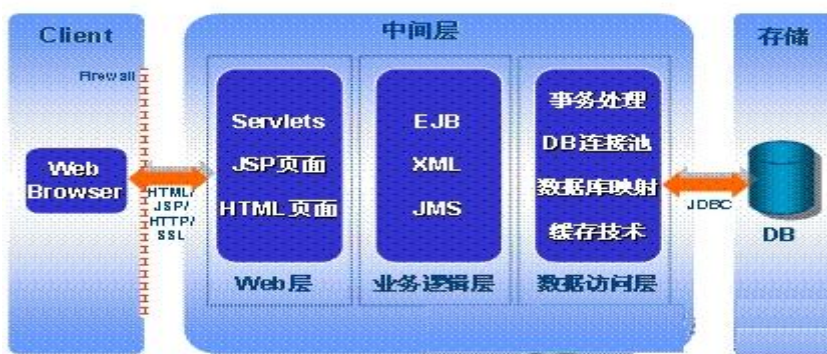 Client
Firewall
Web
Browser
HTML/
JSP/
HTTP/
SSL
中间层
Servlets
JSP页面
HTML页面
Web层
EJB
XML
JMS
业务逻辑层
事务处理
DB连接池
数据库映射
缓存技术
数据访问层
JDBC
存储
DB